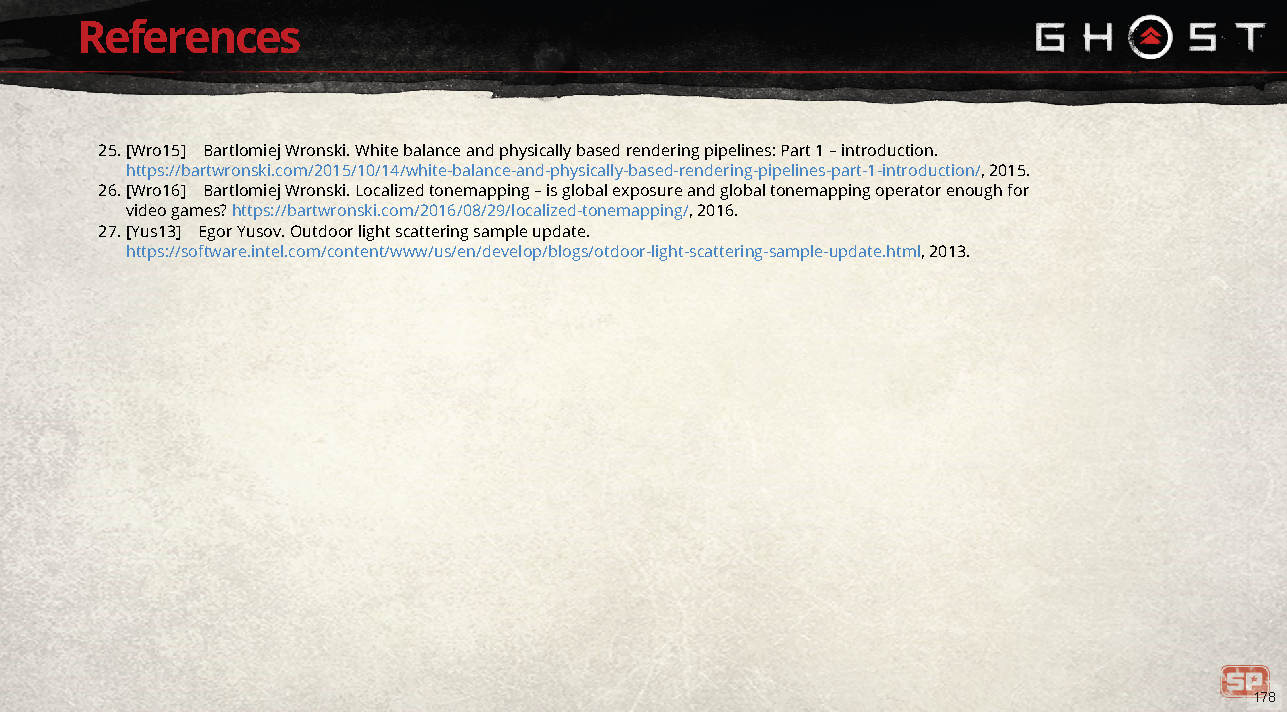 References
GHOST
25. [Wro15] Bartlomiej Wronski. White balance and physically based rendering pipelines: Part 1 – introduction.
https://bartwronski.com/2015/10/14/white-balance-and-physically-based-rendering-pipelines-part-1-introduction/, 2015.
26. [Wro16] Bartlomiej Wronski. Localized tonemapping – is global exposure and global tonemapping operator enough for
video games? https://bartwronski.com/2016/08/29/localized-tonemapping/, 2016.
27. [Yus13] Egor Yusov. Outdoor light scattering sample update.
https://software.intel.com/content/www/us/en/develop/blogs/otdoor-light-scattering-sample-update.html, 2013.
SP
178